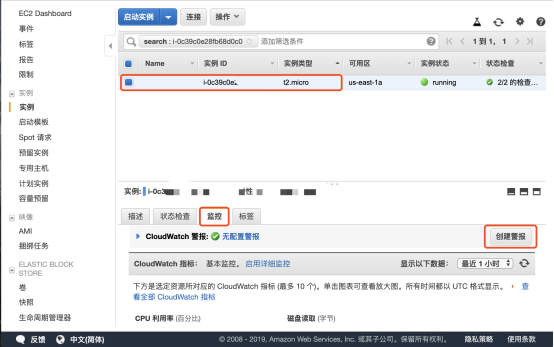 EC2 Dashboard
事件
标签
报告
限制
实例
实例
启动模板
Spot 请求
预留实例
专用主机
计划实例
容量预留
映像
AMI
捆绑任务
ELASTIC BLOCK
STORE
卷
快照
生命周期管理器
启动实例 连接 操作
search : i-0c39c0e28fb68d0c0 添加筛选条件 1 到 1， 1
Name 实例 ID 实例类型 可用区 实例状态 状态检查
i-0c39c0e t2.micro us-east-1a running 2/2 的检查...
实例: i-0c3
描述 状态检查 监控 标签
CloudWatch 警报: 无配置警报 创建警报
CloudWatch 指标: 基本监控。 启用详细监控 显示以下数据: 最近 1 小时
下方是选定资源所对应的 CloudWatch 指标 (最多 10 个)。单击图表可查看放大图。所有时间都以 UTC 格式显示。 查
看全部 CloudWatch 指标
CPU 利用率 (百分比) 磁盘读取 (字节)
反馈 中文(简体) © 2008 - 2019, Amazon Web Services, Inc. 或其子公司。保留所有权利。 隐私策略 使用条款